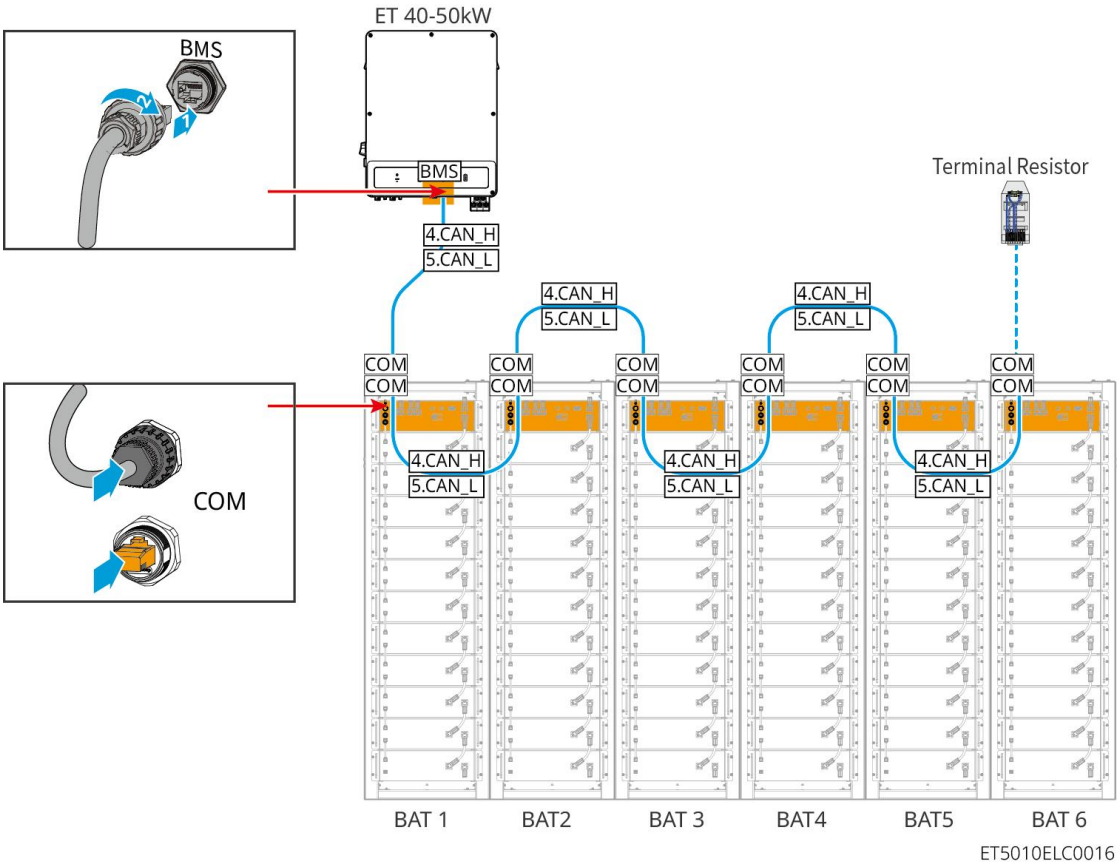 ET 40-50kW
BMS
2
1
BMS
Terminal Resistor
4.CAN_H
5.CAN_L
4.CAN_H
5.CAN_L
4.CAN_H
5.CAN_L
COM COM COM COM COM COM
COM COM COM COM COM COM
4.CAN_H
5.CAN_L
4.CAN_H
5.CAN_L
4.CAN_H
5.CAN_L
COM
BAT 1 BAT2 BAT 3 BAT4 BAT5 BAT 6
ET5010ELC0016